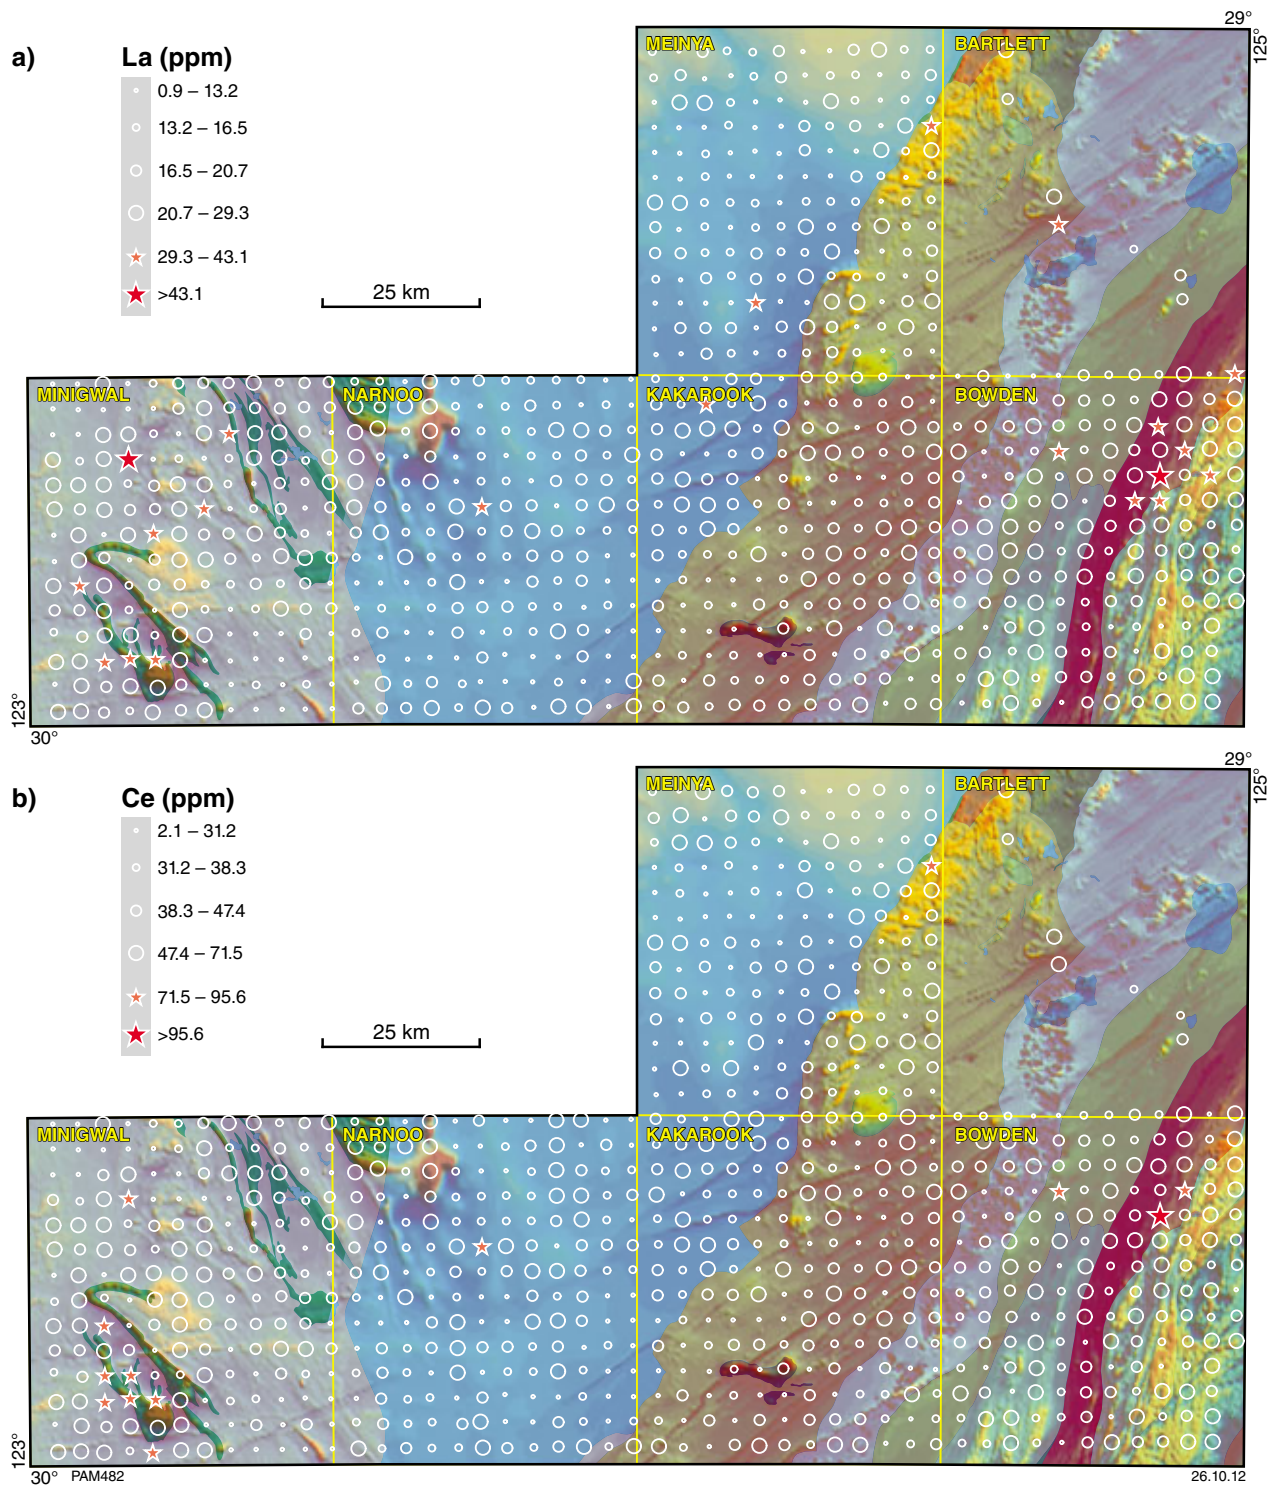 29°
125°
a)
La (ppm)
0.9 – 13.2
13.2 – 16.5
16.5 – 20.7
20.7 – 29.3
29.3 – 43.1
>43.1
25 km
MEINYA
BARTLETT
MINIGWAL
NARNOO
KAKAROOK
BOWDEN
123°
30°
29°
125°
b)
Ce (ppm)
2.1 – 31.2
31.2 – 38.3
38.3 – 47.4
47.4 – 71.5
71.5 – 95.6
>95.6
25 km
MEINYA
BARTLETT
MINIGWAL
NARNOO
KAKAROOK
BOWDEN
123°
30°
PAM482
26.10.12